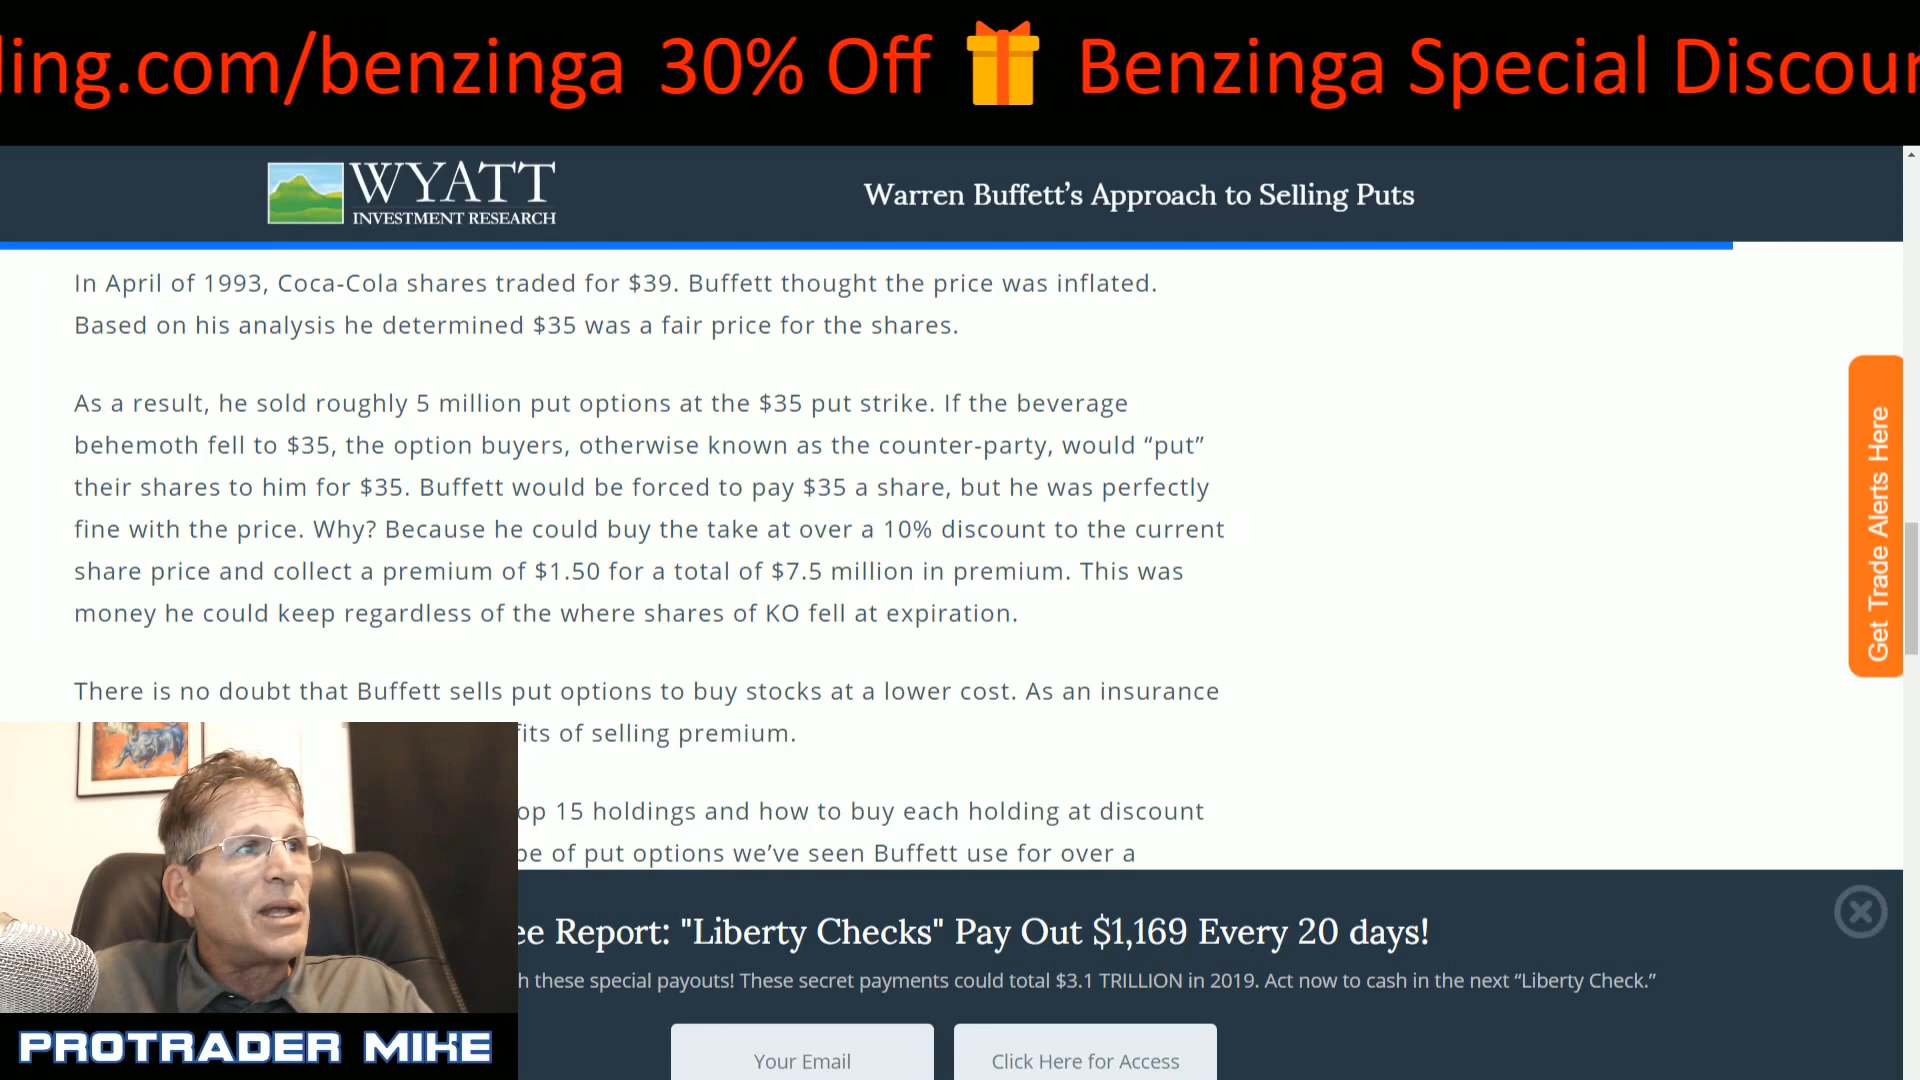 ling.com/benzinga 30% Off 🎁 Benzinga Special Discoun
WYATT
INVESTMENT RESEARCH
Warren Buffett’s Approach to Selling Puts
In April of 1993, Coca-Cola shares traded for $39. Buffett thought the price was inflated.
Based on his analysis he determined $35 was a fair price for the shares.
As a result, he sold roughly 5 million put options at the $35 put strike. If the beverage
behemoth fell to $35, the option buyers, otherwise known as the counter-party, would “put”
their shares to him for $35. Buffett would be forced to pay $35 a share, but he was perfectly
fine with the price. Why? Because he could buy the take at over a 10% discount to the current
share price and collect a premium of $1.50 for a total of $7.5 million in premium. This was
money he could keep regardless of the where shares of KO fell at expiration.
There is no doubt that Buffett sells put options to buy stocks at a lower cost. As an insurance
fits of selling premium.
op 15 holdings and how to buy each holding at discount
pe of put options we’ve seen Buffett use for over a
Get Trade Alerts Here
ee Report: "Liberty Checks" Pay Out $1,169 Every 20 days!
h these special payouts! These secret payments could total $3.1 TRILLION in 2019. Act now to cash in the next “Liberty Check.”
Your Email
Click Here for Access
PROTRADER MIKE